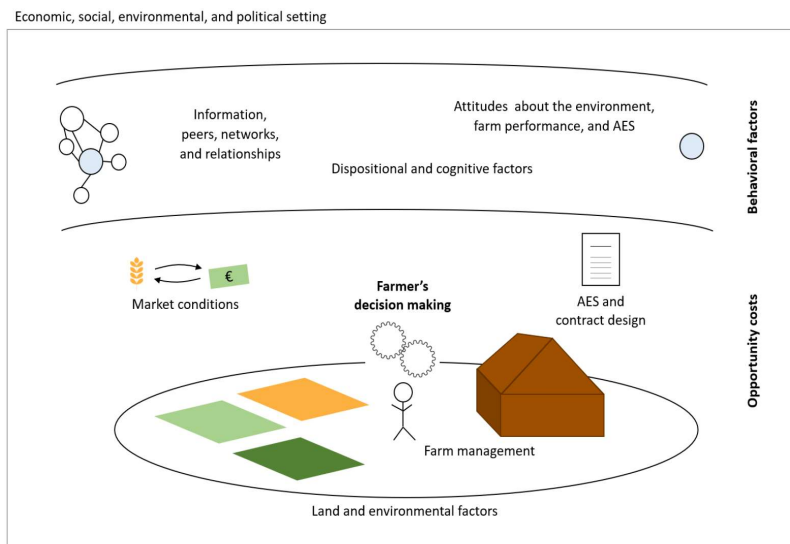 Economic, social, environmental, and political setting
Information,
peers, networks,
and relationships
Attitudes about the environment,
farm performance, and AES
Dispositional and cognitive factors
Behavioral factors
€
Market conditions
Farmer's
decision making
AES and
contract design
Opportunity costs
Farm management
Land and environmental factors